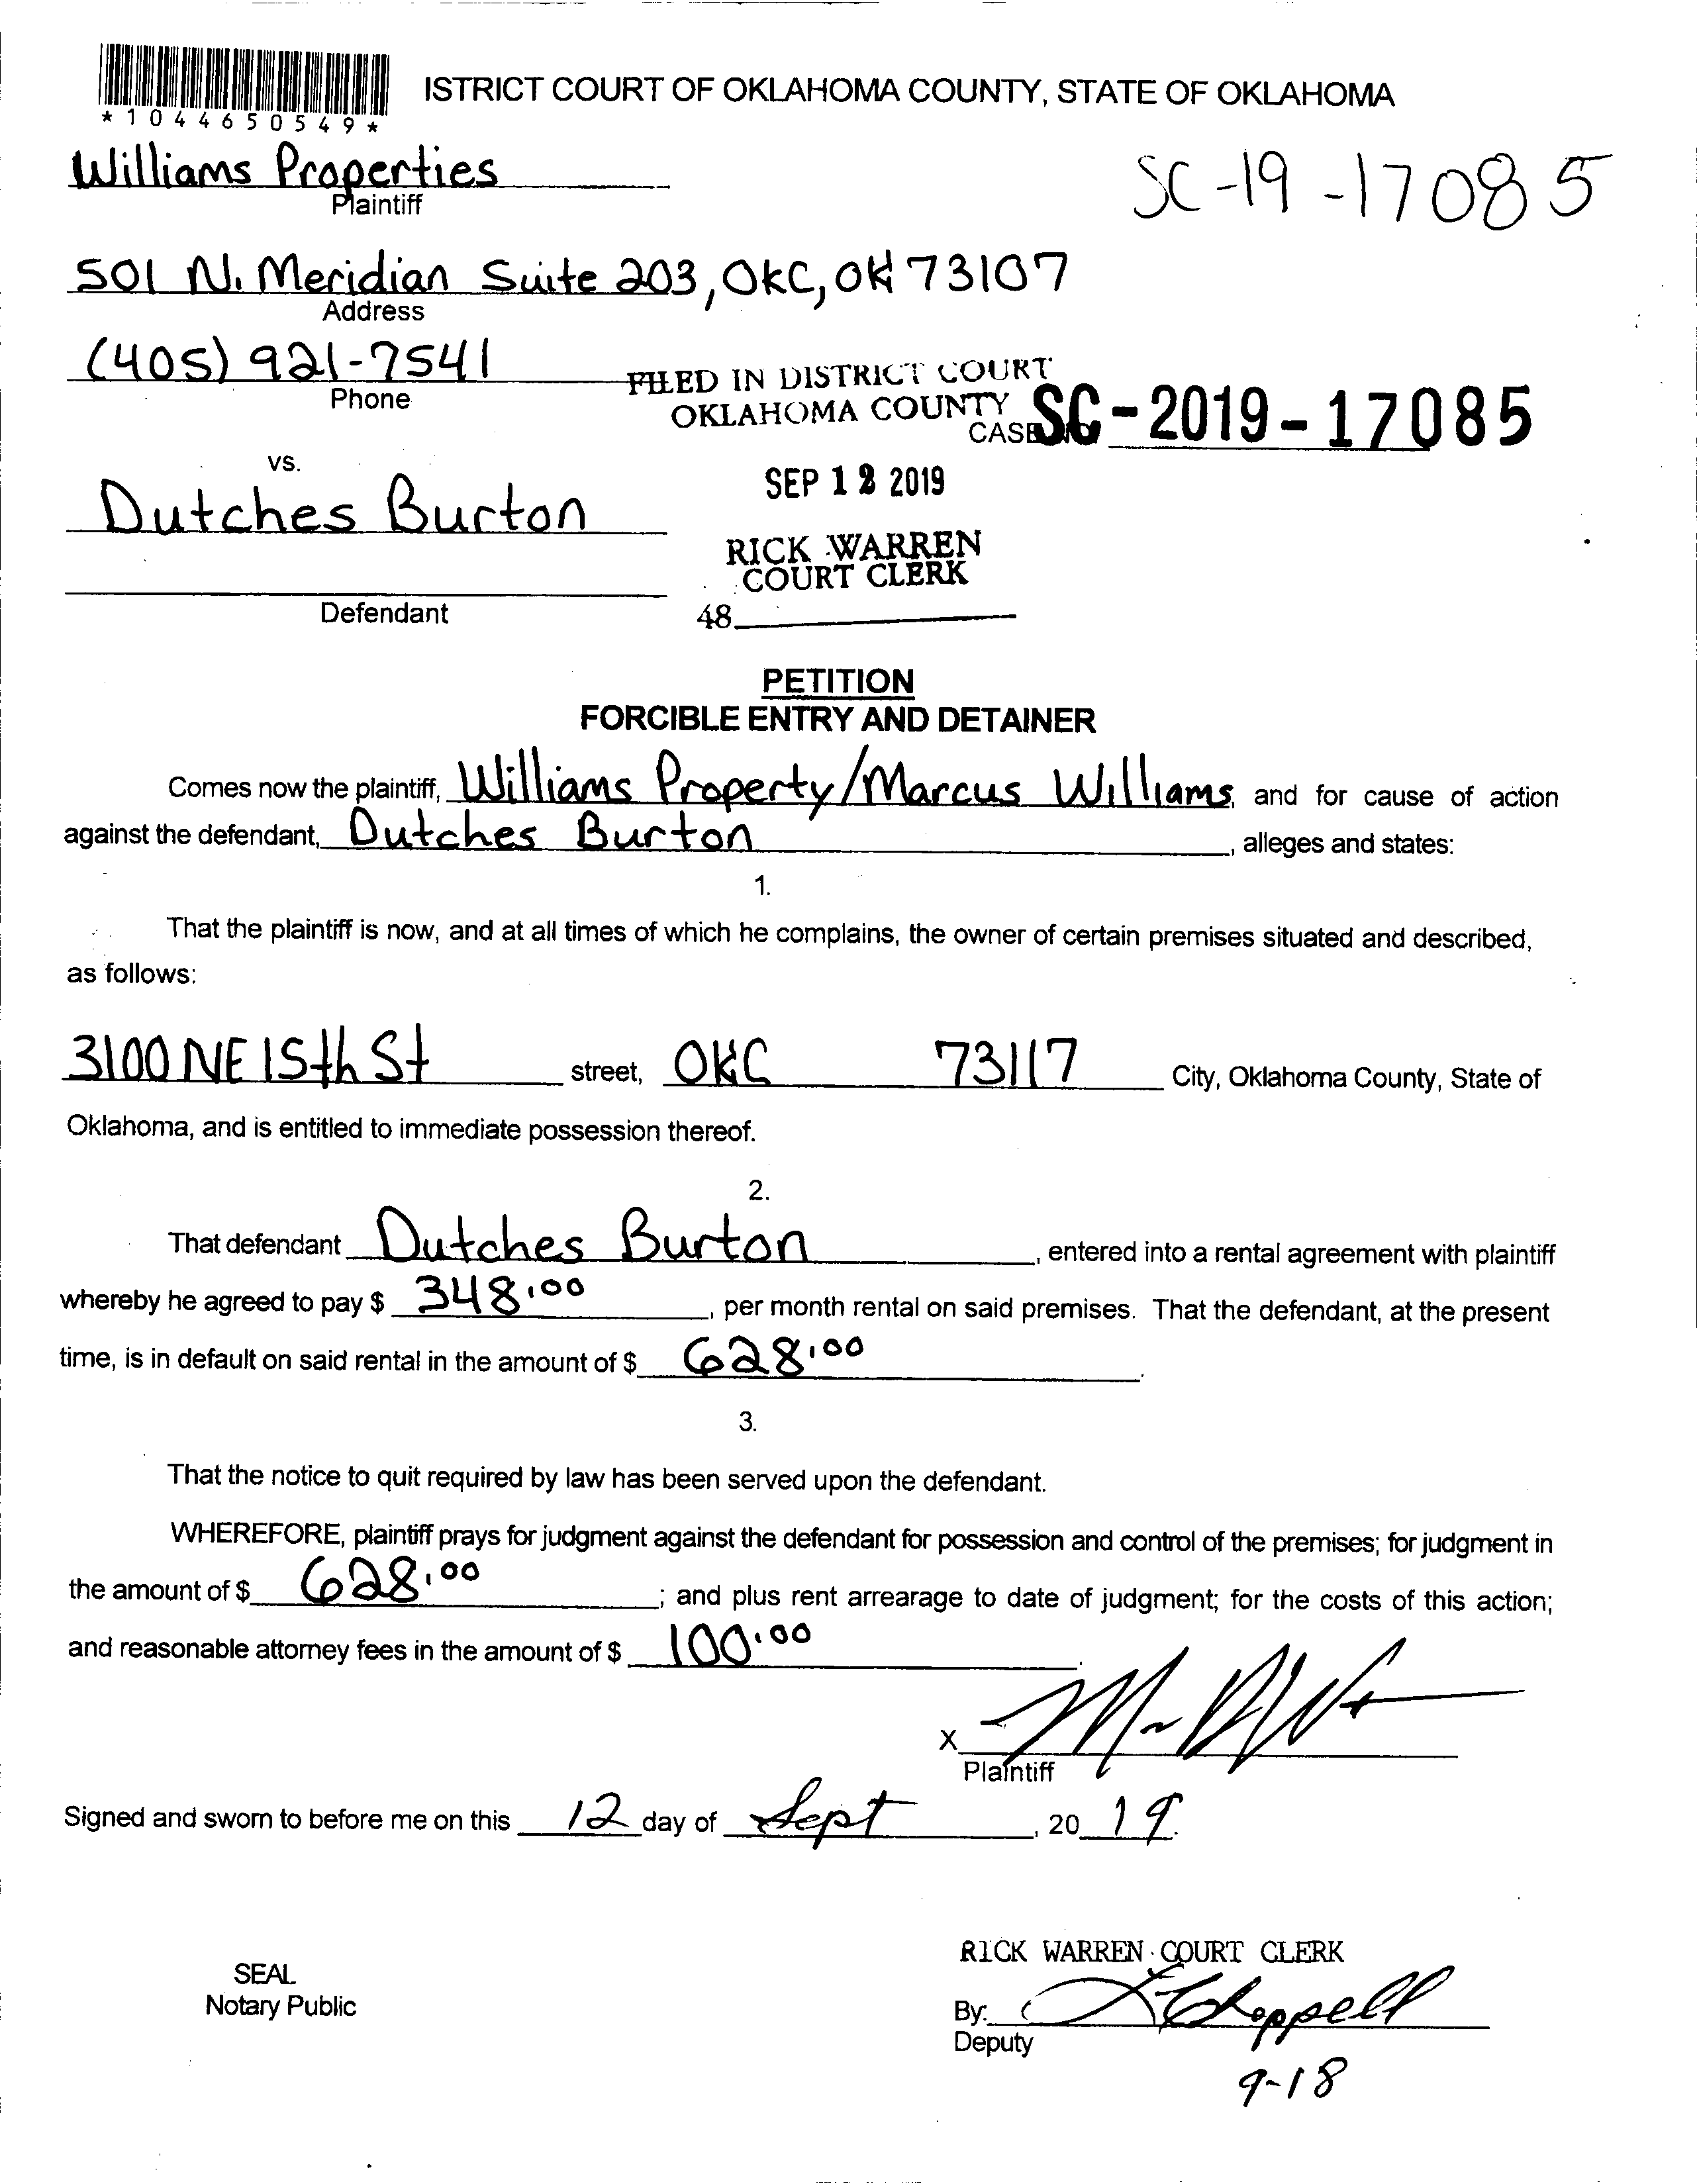 ISTRICT COURT OF OKLAHOMA COUNTY, STATE OF OKLAHOMA
*1044650549*
Williams Properties
Plaintiff
SC-19-17085
501 N. Meridian Suite 203, OKC, OK 73107
Address
(405) 921-7541
Phone
FILED IN DISTRICT COURT
OKLAHOMA COUNTY
CASE SC-2019-17085
vs.
SEP 12 2019
Dutches Burton
RICK WARREN
COURT CLERK
Defendant
48
PETITION
FORCIBLE ENTRY AND DETAINER
Comes now the plaintiff, Williams Property/Marcus Williams, and for cause of action
against the defendant, Dutches Burton, alleges and states:
1.
That the plaintiff is now, and at all times of which he complains, the owner of certain premises situated and described,
as follows:
3100 NE 15th St street, OKC 73117 City, Oklahoma County, State of
Oklahoma, and is entitled to immediate possession thereof.
2.
That defendant Dutches Burton, entered into a rental agreement with plaintiff
whereby he agreed to pay $ 348.00, per month rental on said premises. That the defendant, at the present
time, is in default on said rental in the amount of $ 628.00.
3.
That the notice to quit required by law has been served upon the defendant.
WHEREFORE, plaintiff prays for judgment against the defendant for possession and control of the premises; for judgment in
the amount of $ 628.00; and plus rent arrearage to date of judgment; for the costs of this action;
and reasonable attorney fees in the amount of $ 100.00.
X
Plaintiff
Signed and sworn to before me on this 12 day of Sept, 20 19.
RICK WARREN COURT CLERK
SEAL
Notary Public
By: Choppell
Deputy
9-18